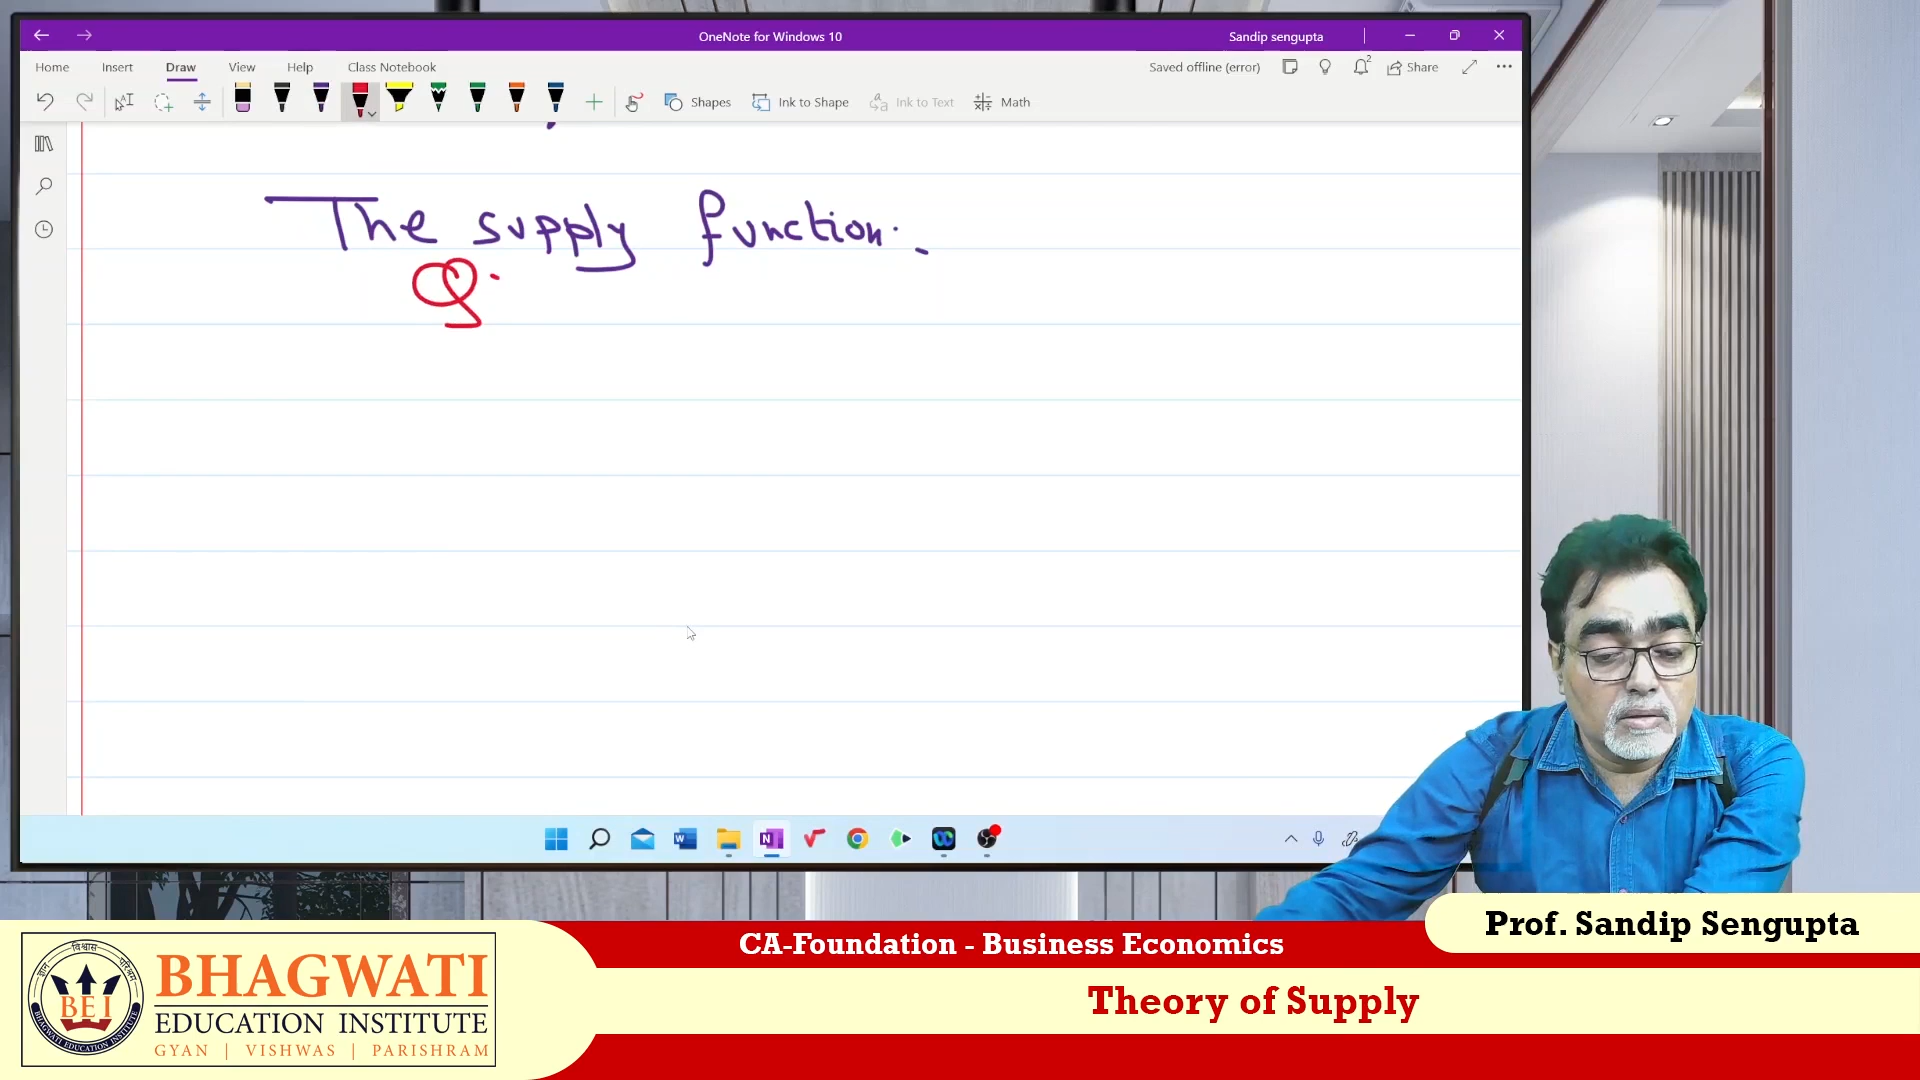 OneNote for Windows 10
Sandip sengupta
Home Insert Draw View Help Class Notebook
Saved offline (error)
2
Share
Shapes
Ink to Shape
Ink to Text
Math
The supply function.
Q
Prof. Sandip Sengupta
CA-Foundation - Business Economics
Theory of Supply
विश्वास
BEI
BHAGWATI
EDUCATION INSTITUTE
GYAN | VISHWAS | PARISHRAM